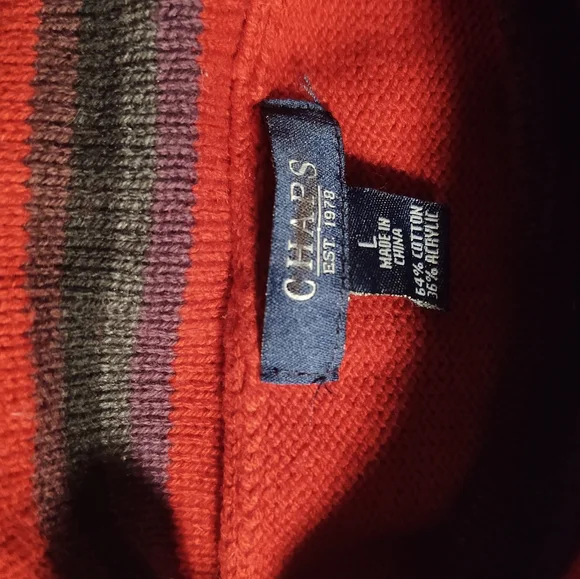 CHAPS
EST. 1978
L
MADE IN
CHINA
64% COTTON
36% ACRYLIC